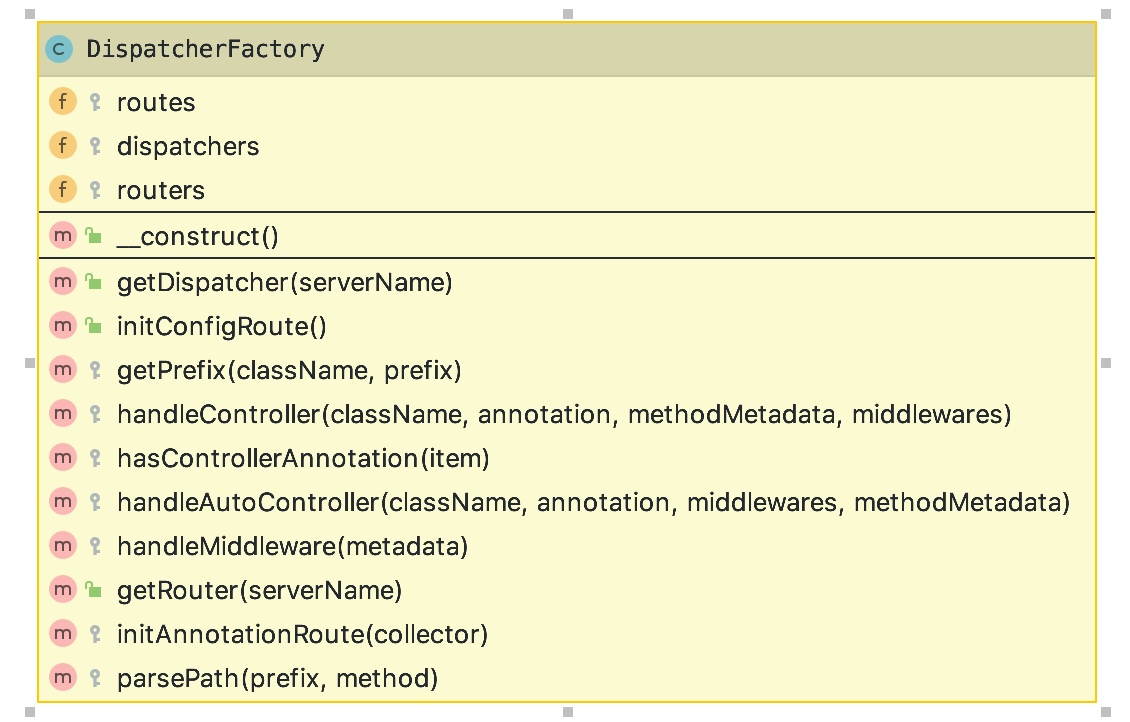 C DispatcherFactory
f routes
f dispatchers
f routers
m __construct()
m getDispatcher(serverName)
m initConfigRoute()
m getPrefix(className, prefix)
m handleController(className, annotation, methodMetadata, middlewares)
m hasControllerAnnotation(item)
m handleAutoController(className, annotation, middlewares, methodMetadata)
m handleMiddleware(metadata)
m getRouter(serverName)
m initAnnotationRoute(collector)
m parsePath(prefix, method)